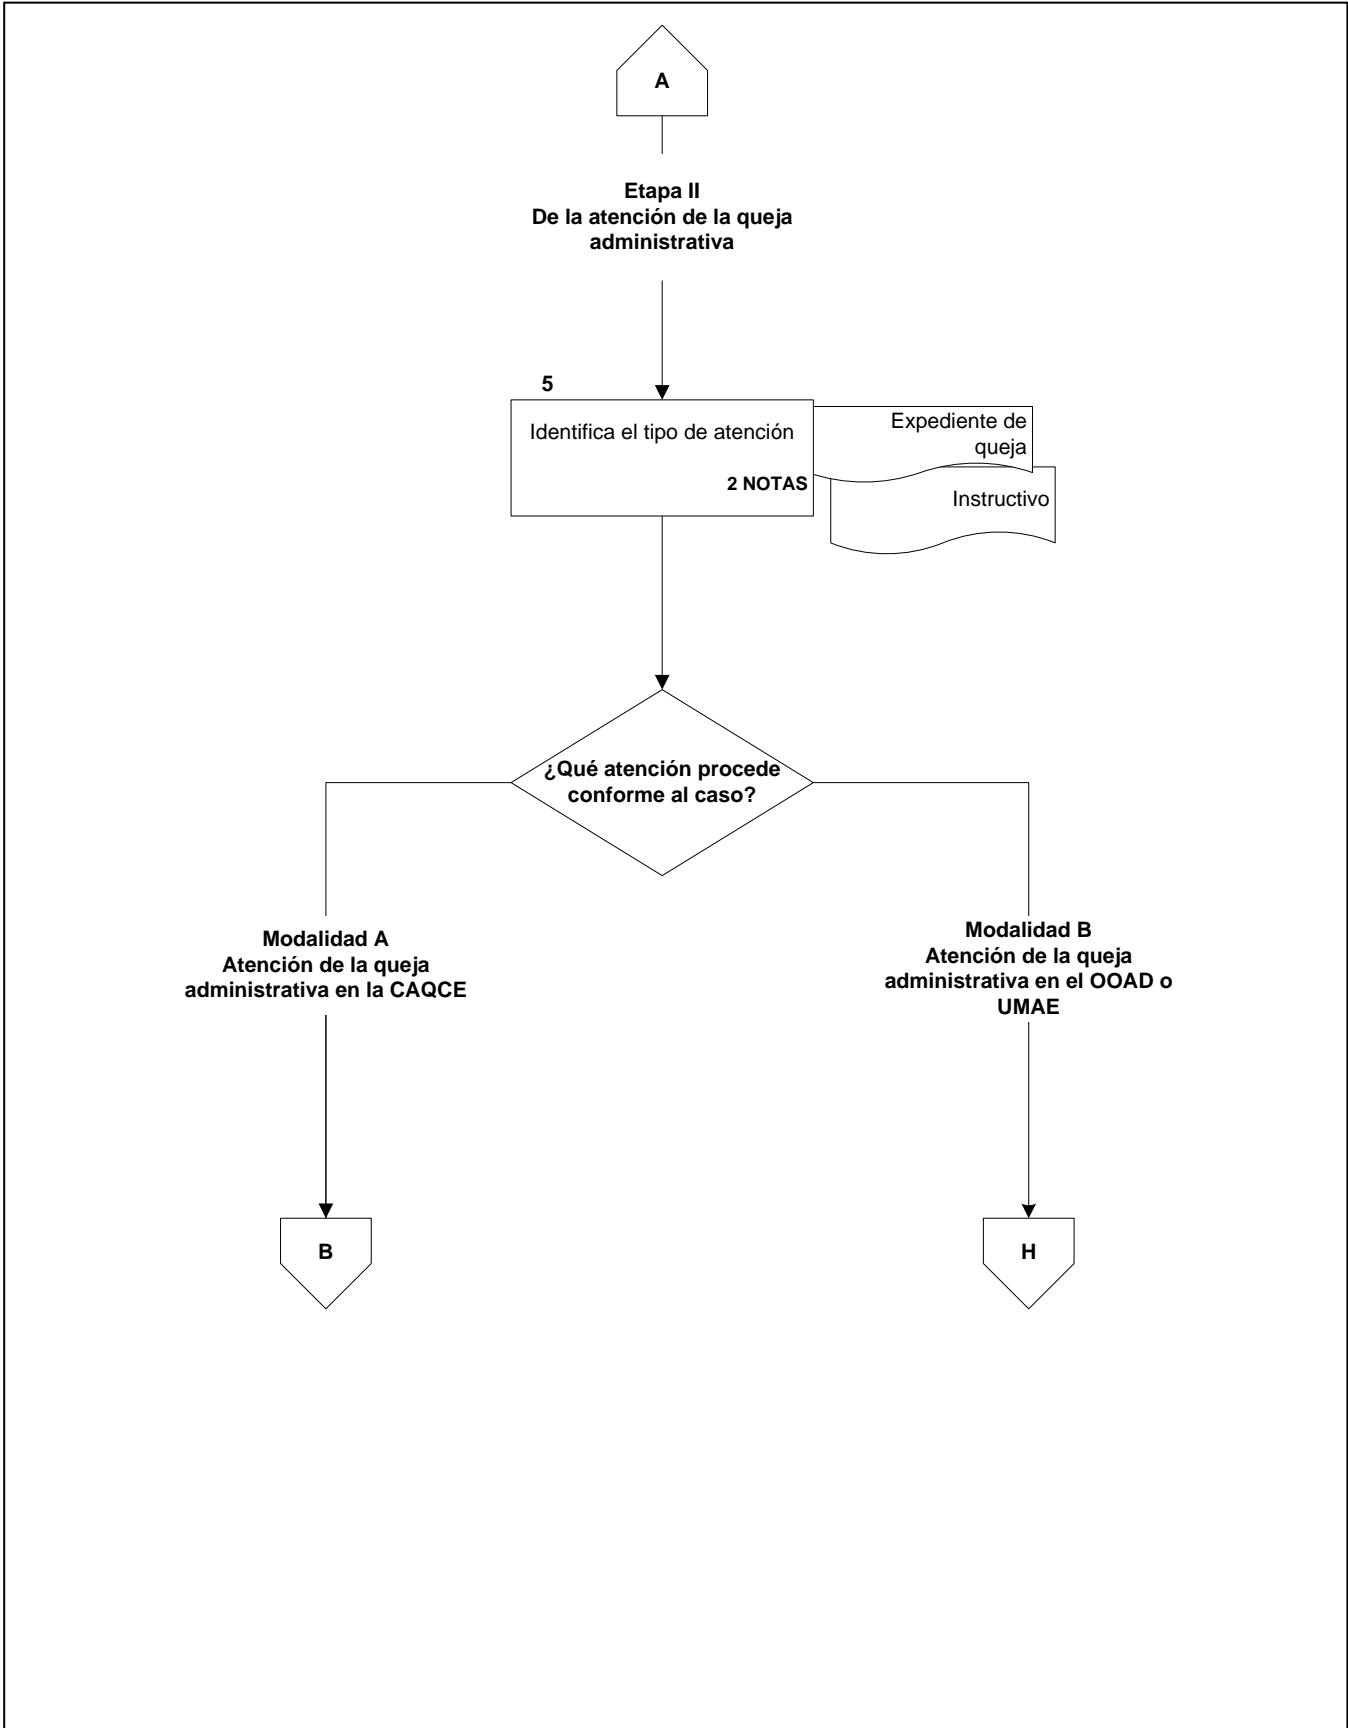 A
Etapa II
De la atención de la queja
administrativa
5
Identifica el tipo de atención
2 NOTAS
Expediente de
queja
Instructivo
¿Qué atención procede
conforme al caso?
Modalidad A
Atención de la queja
administrativa en la CAQCE
Modalidad B
Atención de la queja
administrativa en el OOAD o
UMAE
B
H